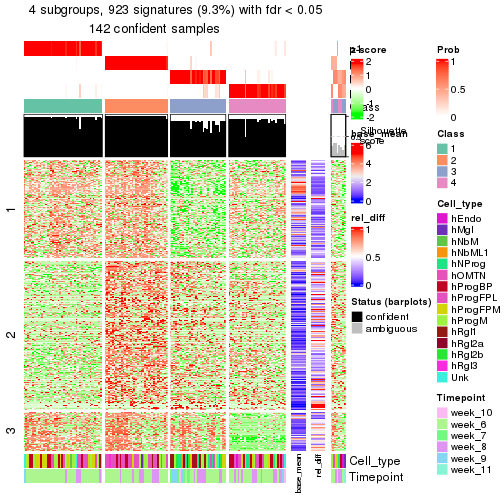 4 subgroups, 923 signatures (9.3%) with fdr < 0.05
142 confident samples
z-score
2
1
0
-1
-2
base_mean
6
4
2
0
rel_diff
1
0.5
0
Status (barplots)
confident
ambiguous
Silhouette
score
Prob
1
0.5
0
Class
1
2
3
4
Cell_type
hEndo
hMgl
hNbM
hNbML1
hNProg
hOMTN
hProgBP
hProgFPL
hProgFPM
hProgM
hRgl1
hRgl2a
hRgl2b
hRgl3
Unk
Timepoint
week_10
week_6
week_7
week_8
week_9
week_11
1
2
3
base_mean
rel_diff
Cell_type
Timepoint